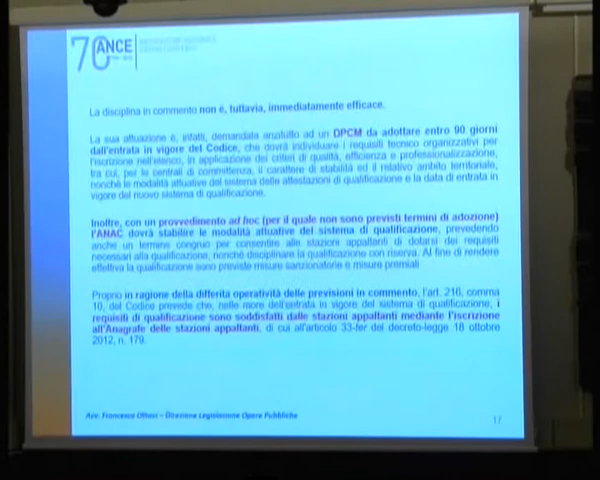 70 ANCE
La disciplina in commento non è, tuttavia, immediatamente efficace.
La sua attuazione è, infatti, demandata anzitutto ad un DPCM da adottare entro 90 giorni
dall'entrata in vigore del Codice, che dovrà individuare i requisiti tecnico organizzativi per
l'iscrizione nell'elenco, in applicazione dei criteri di qualità, efficienza e professionalizzazione,
tra cui, per le centrali di committenza, il carattere di stabilità ed il relativo ambito territoriale,
nonché le modalità attuative del sistema delle attestazioni di qualificazione e la data di entrata in
vigore del nuovo sistema di qualificazione.
Inoltre, con un provvedimento ad hoc (per il quale non sono previsti termini di adozione)
l'ANAC dovrà stabilire le modalità attuative del sistema di qualificazione, prevedendo
anche un termine congruo per consentire alle stazioni appaltanti di dotarsi dei requisiti
necessari alla qualificazione, nonché disciplinare la qualificazione con riserva. Al fine di rendere
effettiva la qualificazione sono previste misure sanzionatorie e misure premiali
Proprio in ragione della differita operatività delle previsioni in commento, l'art. 216, comma
10, del Codice prevede che, nelle more dell'entrata in vigore del sistema di qualificazione, i
requisiti di qualificazione sono soddisfatti dalle stazioni appaltanti mediante l'iscrizione
all'Anagrafe delle stazioni appaltanti, di cui all'articolo 33-ter del decreto-legge 18 ottobre
2012, n. 179.
Avv. Francesca Ottavi – Direzione Legislazione Opere Pubbliche
17